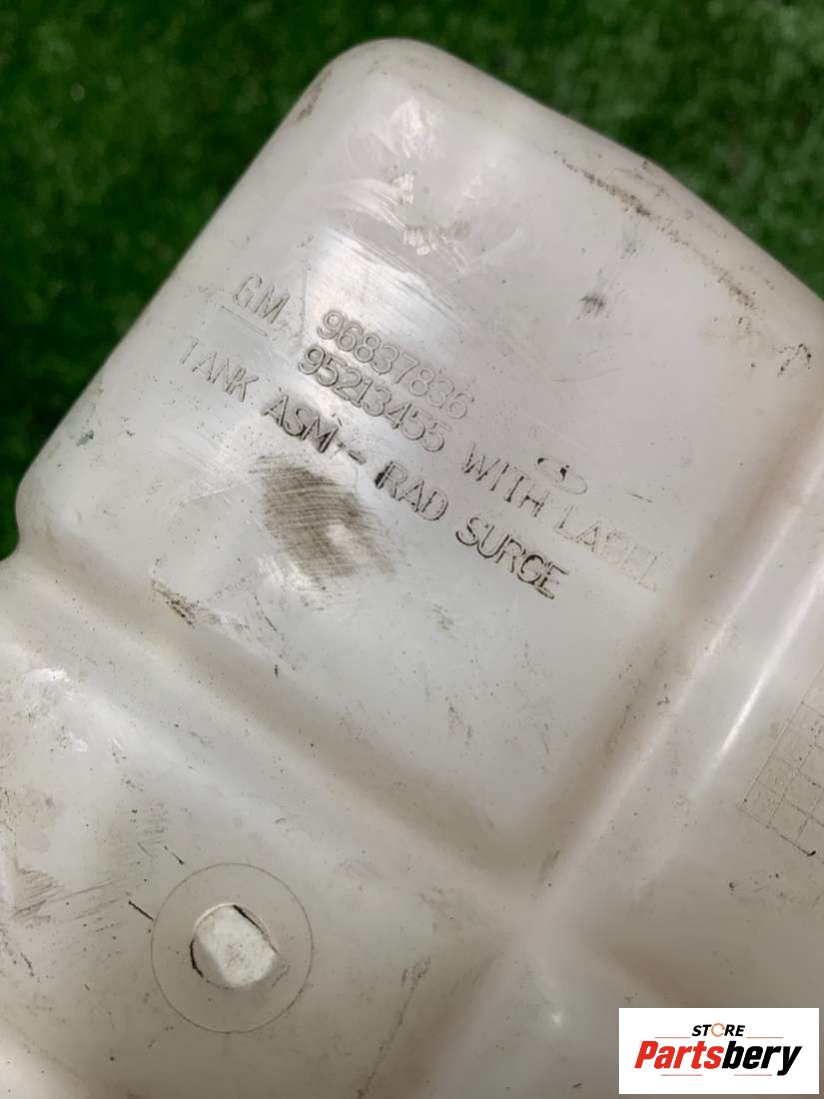 GM 96837836
95213455 WITH LABEL
TANK ASM - RAD SURGE
STORE
Partsbery